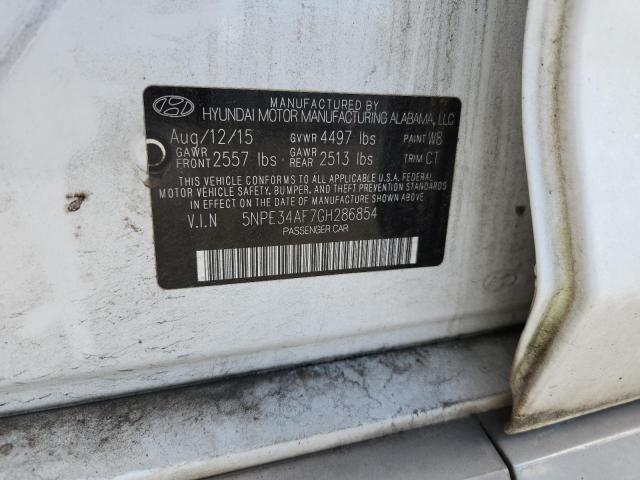 MANUFACTURED BY
HYUNDAI MOTOR MANUFACTURING ALABAMA, LLC
Aug/12/15 GVWR 4497 lbs PAINT W8
GAWR FRONT 2557 lbs GAWR REAR 2513 lbs TRIM CT
THIS VEHICLE CONFORMS TO ALL APPLICABLE U.S.A. FEDERAL
MOTOR VEHICLE SAFETY, BUMPER, AND THEFT PREVENTION STANDARDS
IN EFFECT ON THE DATE OF MANUFACTURE SHOWN ABOVE.
V.I.N 5NPE34AF7GH286854
PASSENGER CAR